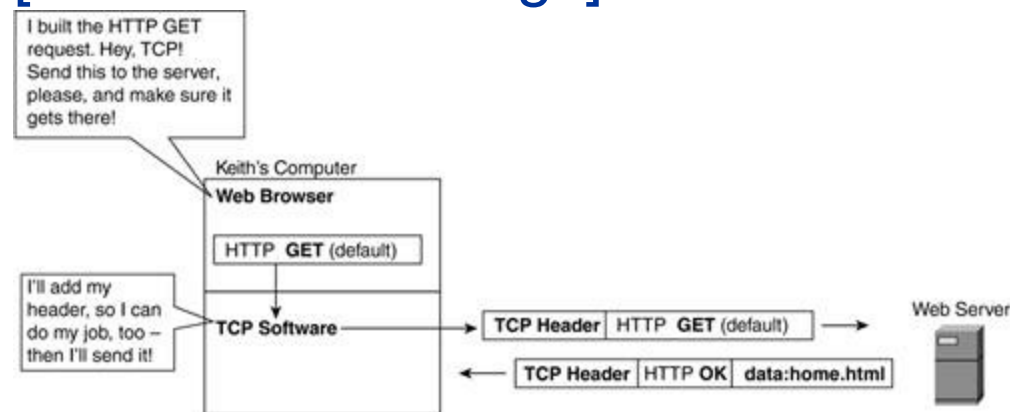 I built the HTTP GET
request. Hey, TCP!
Send this to the server,
please, and make sure it
gets there!
Keith's Computer
Web Browser
HTTP GET (default)
I'll add my
header, so I can
do my job, too –
then I'll send it!
TCP Software
TCP Header HTTP GET (default)
Web Server
TCP Header HTTP OK data:home.html